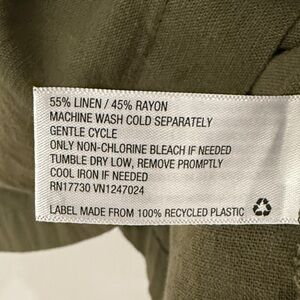 55% LINEN / 45% RAYON
MACHINE WASH COLD SEPARATELY
GENTLE CYCLE
ONLY NON-CHLORINE BLEACH IF NEEDED
TUMBLE DRY LOW, REMOVE PROMPTLY
COOL IRON IF NEEDED
RN17730 VN1247024
LABEL MADE FROM 100% RECYCLED PLASTIC